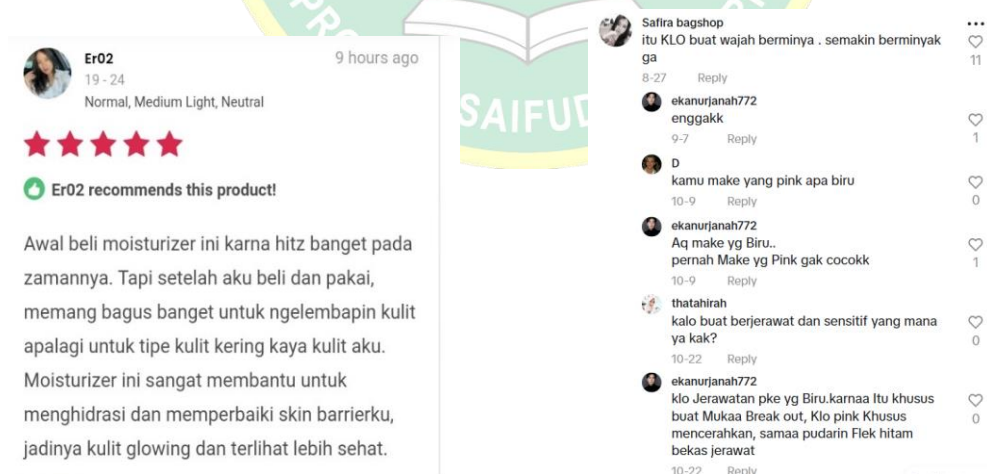 PRO
SAIFUD
Er02
9 hours ago
19 - 24
Normal, Medium Light, Neutral
Er02 recommends this product!
Awal beli moisturizer ini karna hitz banget pada
zamannya. Tapi setelah aku beli dan pakai,
memang bagus banget untuk ngelembapin kulit
apalagi untuk tipe kulit kering kaya kulit aku.
Moisturizer ini sangat membantu untuk
menghidrasi dan memperbaiki skin barrierku,
jadinya kulit glowing dan terlihat lebih sehat.
Safira bagshop
itu KLO buat wajah berminya . semakin berminyak
ga
11
8-27 Reply
ekanurjanah772
enggakk
1
9-7 Reply
D
kamu make yang pink apa biru
0
10-9 Reply
ekanurjanah772
Aq make yg Biru..
pernah Make yg Pink gak cocokk
1
10-9 Reply
thatahirah
kalo buat berjerawat dan sensitif yang mana
ya kak?
0
10-22 Reply
ekanurjanah772
klo Jerawatan pke yg Biru.karnaa Itu khusus
buat Mukaa Break out, Klo pink Khusus
mencerahkan, samaa pudarin Flek hitam
bekas jerawat
0
10-22 Reply